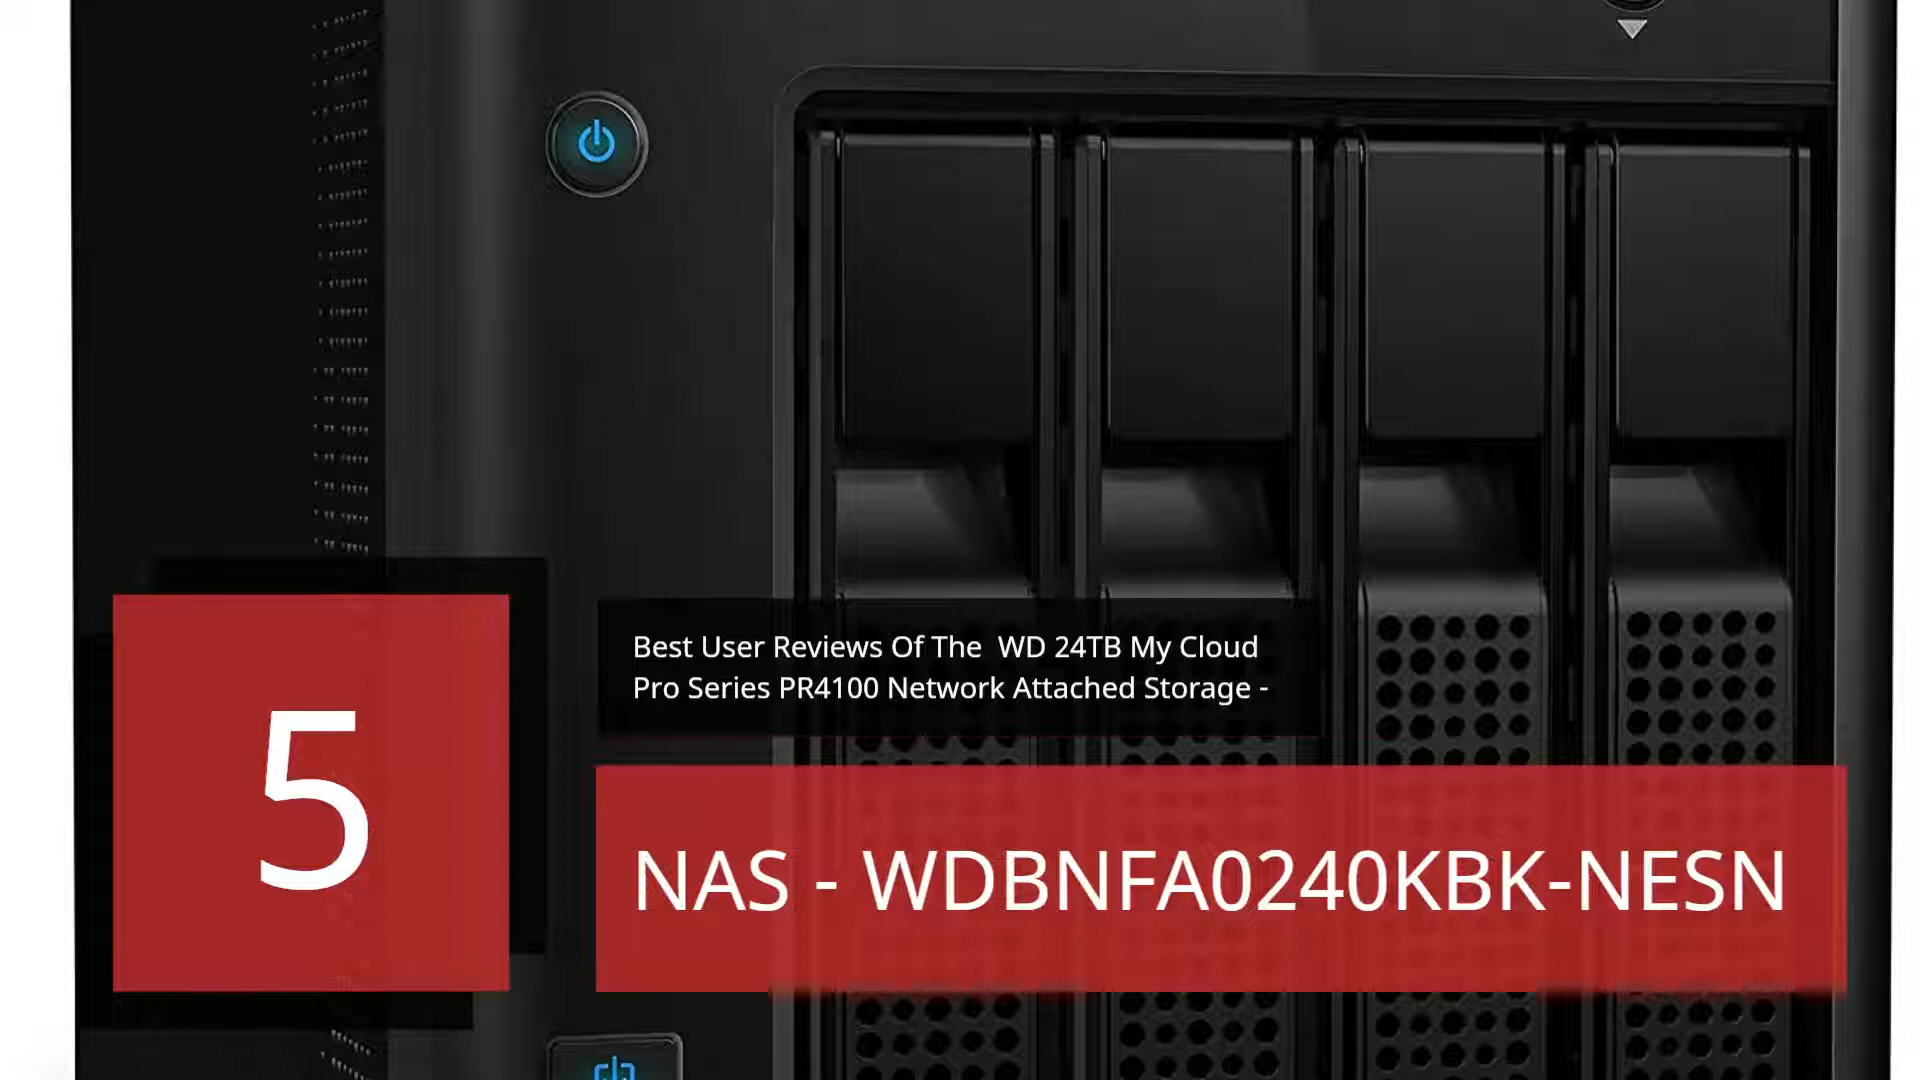 5
Best User Reviews Of The  WD 24TB My Cloud
Pro Series PR4100 Network Attached Storage -
NAS - WDBNFA0240KBK-NESN